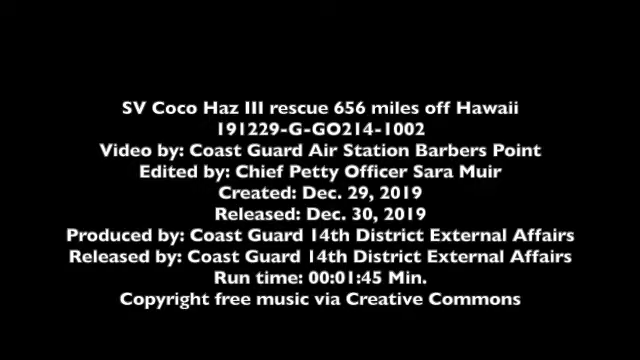 SV Coco Haz III rescue 656 miles off Hawaii
191229-G-GO214-1002
Video by: Coast Guard Air Station Barbers Point
Edited by: Chief Petty Officer Sara Muir
Created: Dec. 29, 2019
Released: Dec. 30, 2019
Produced by: Coast Guard 14th District External Affairs
Released by: Coast Guard 14th District External Affairs
Run time: 00:01:45 Min.
Copyright free music via Creative Commons